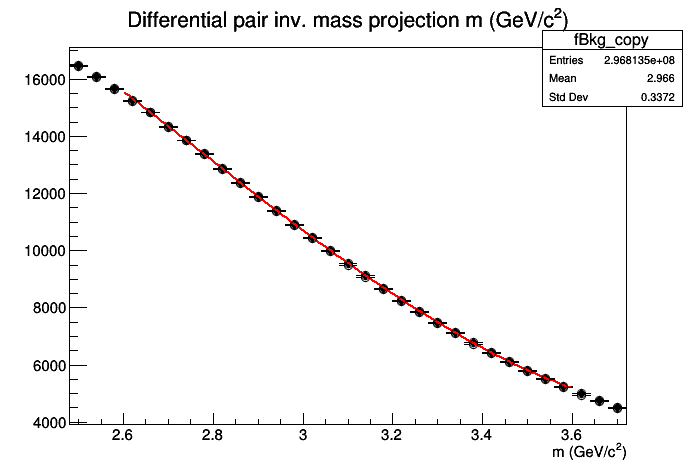 Differential pair inv. mass projection m (GeV/c²)
fBkg_copy
Entries 2.968135e+08
Mean 2.966
Std Dev 0.3372
16000
14000
12000
10000
8000
6000
4000
2.6 2.8 3 3.2 3.4 3.6
m (GeV/c²)